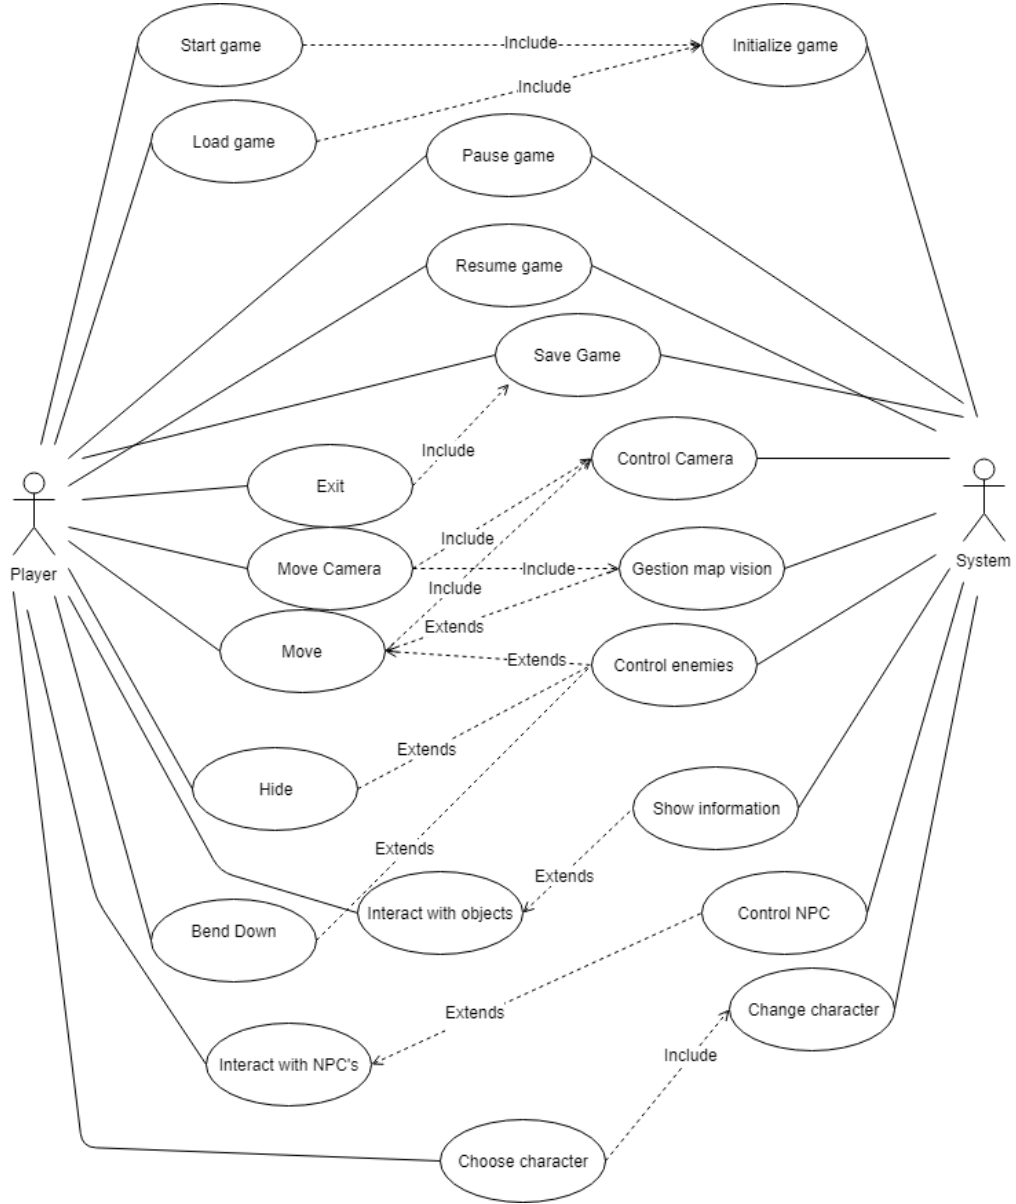 Start game
Include
Initialize game
Include
Load game
Pause game
Resume game
Save Game
Include
Control Camera
Exit
Include
Move Camera
Include
Gestion map vision
System
Player
Include
Extends
Move
Extends
Control enemies
Extends
Hide
Show information
Extends
Extends
Interact with objects
Control NPC
Bend Down
Extends
Change character
Include
Interact with NPC's
Choose character